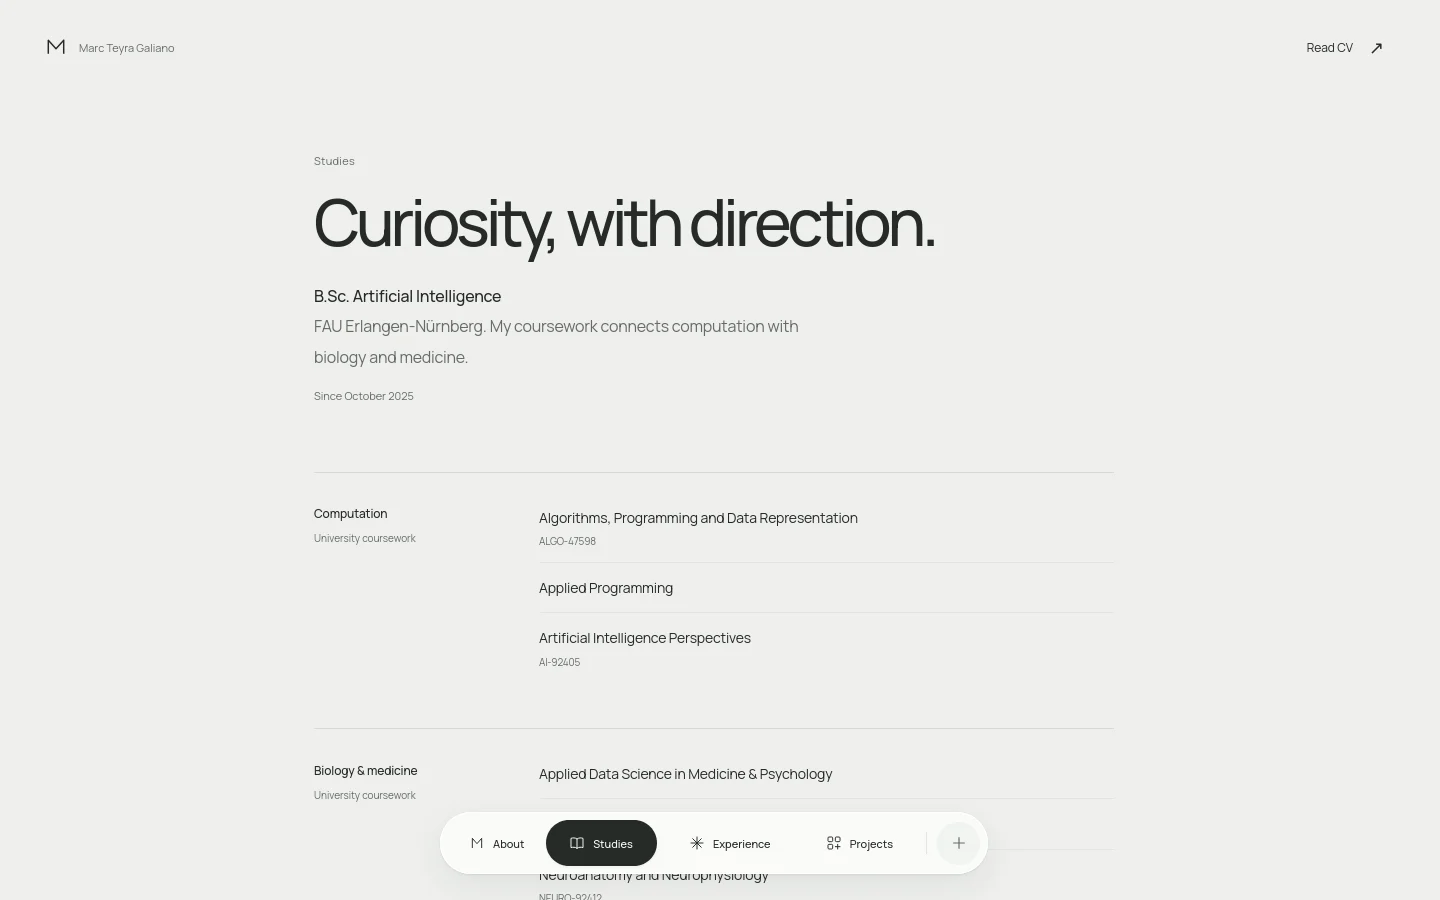 M Marc Teyra Galiano
Read CV
Studies
Curiosity, with direction.
B.Sc. Artificial Intelligence
FAU Erlangen-Nürnberg. My coursework connects computation with
biology and medicine.
Since October 2025
Computation
University coursework
Algorithms, Programming and Data Representation
ALGO-47598
Applied Programming
Artificial Intelligence Perspectives
AI-92405
Biology & medicine
University coursework
Applied Data Science in Medicine & Psychology
M About
Studies
Experience
Projects
Neuroanatomy and Neurophysiology
NEURO-92412